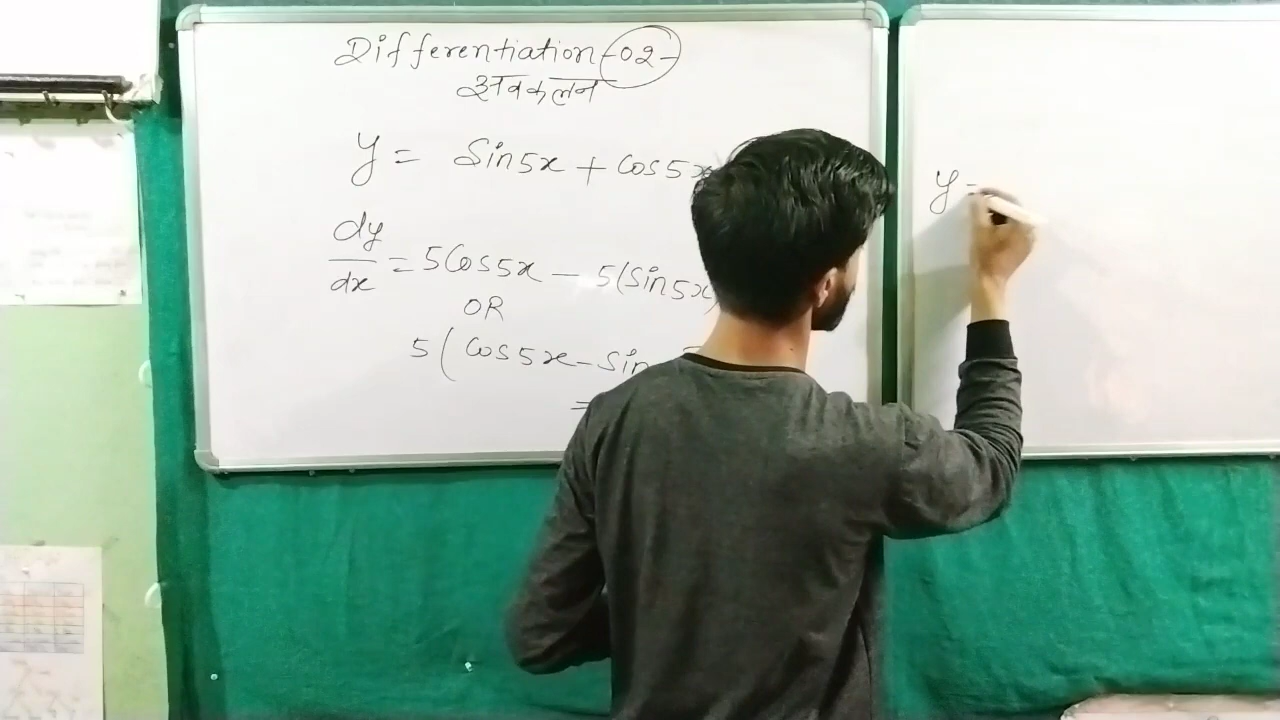 Differentiation-02-
अवकलन
y = Sin5x + Cos5x
dy
dx
= 5Cos5x - 5(Sin5x)
OR
5(Cos5x-Sin
=
y =